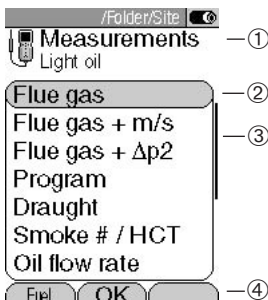 /Folder/Site
Measurements
Light oil
①
Flue gas
②
Flue gas + m/s
③
Flue gas + Δp2
Program
Draught
Smoke # / HCT
Oil flow rate
Fuel OK
④